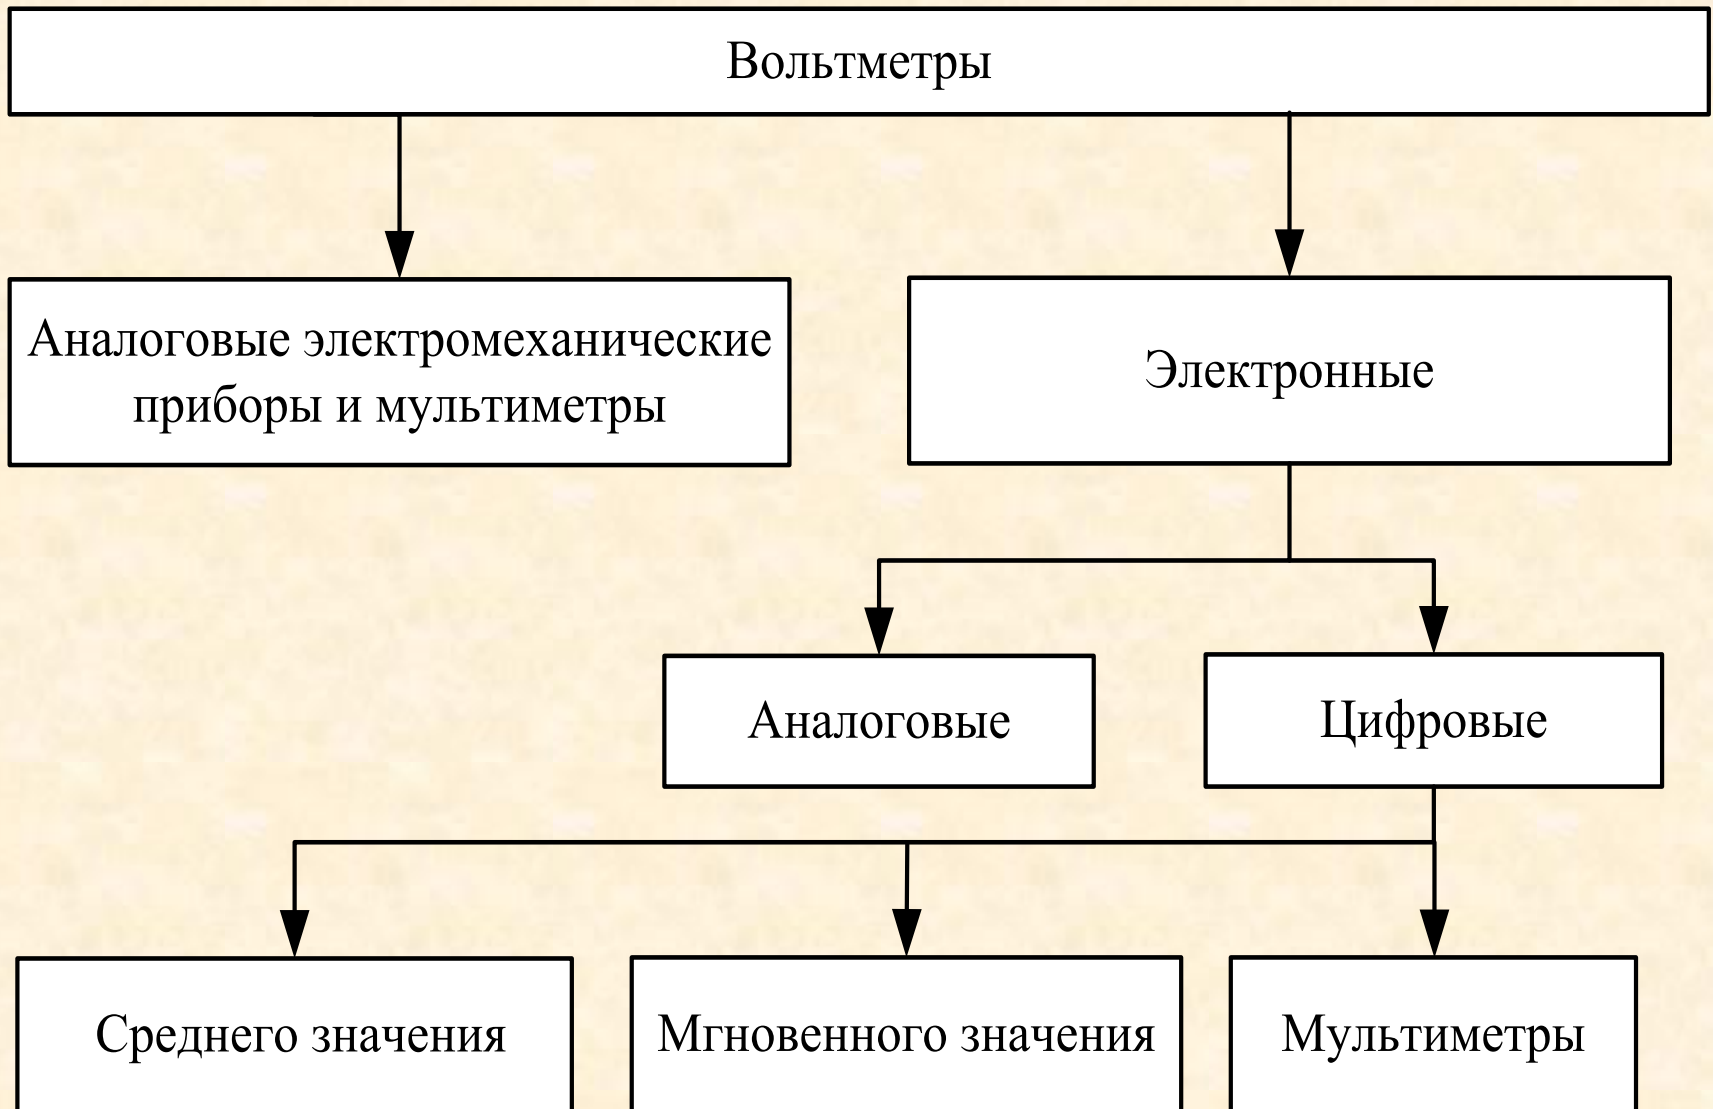 Вольтметры
Аналоговые электромеханические
приборы и мультиметры
Электронные
Аналоговые
Цифровые
Среднего значения
Мгновенного значения
Мультиметры